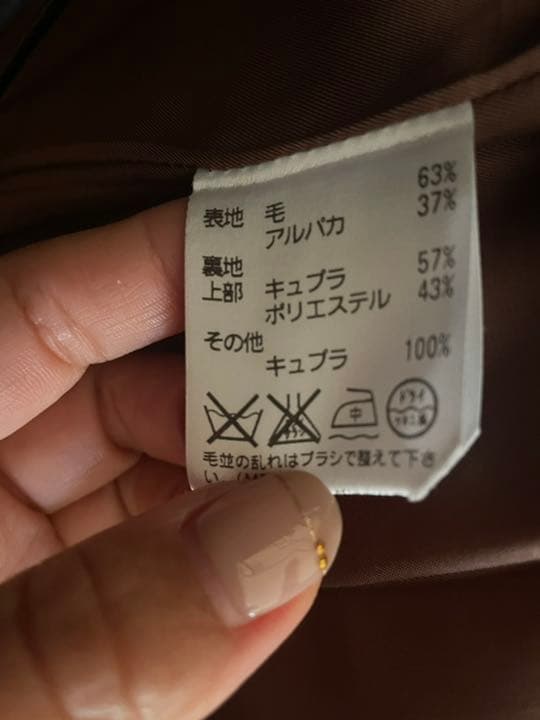 表地 毛 63%
アルパカ 37%
裏地
上部 キュプラ 57%
ポリエステル 43%
その他
キュプラ 100%
中
ドライ
毛並の乱れはブラシで整えて下さ
い。